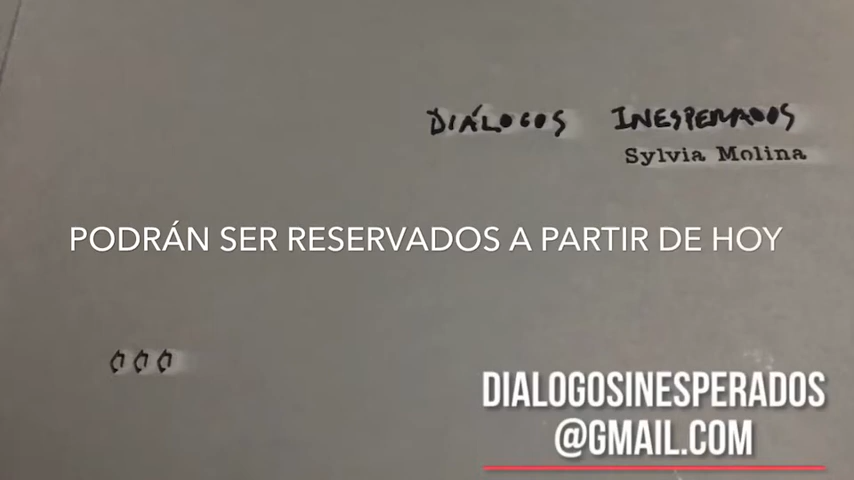 DIÁLOGOS INESPERADOS
Sylvia Molina
PODRÁN SER RESERVADOS A PARTIR DE HOY
DIALOGOSINESPERADOS
@GMAIL.COM